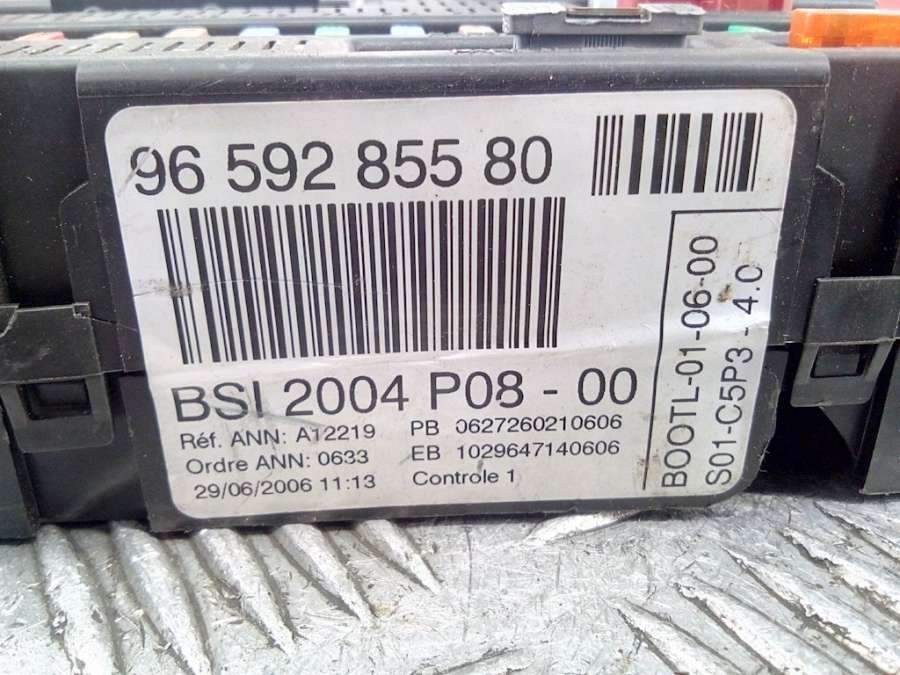 96 592 855 80
BSI 2004 P08 - 00
Réf. ANN: A12219
Ordre ANN: 0633
29/06/2006 11:13
PB 0627260210606
EB 1029647140606
Controle 1
BOOTL-01-06-00
S01-C5P3 - 4.0